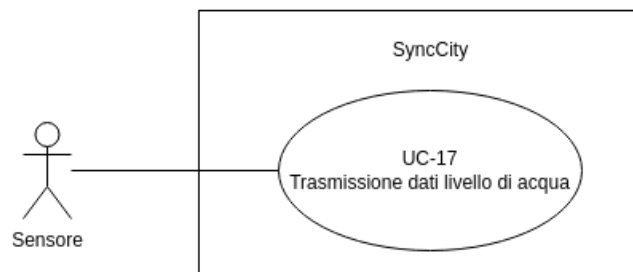 SyncCity
UC-17
Trasmissione dati livello di acqua
Sensore